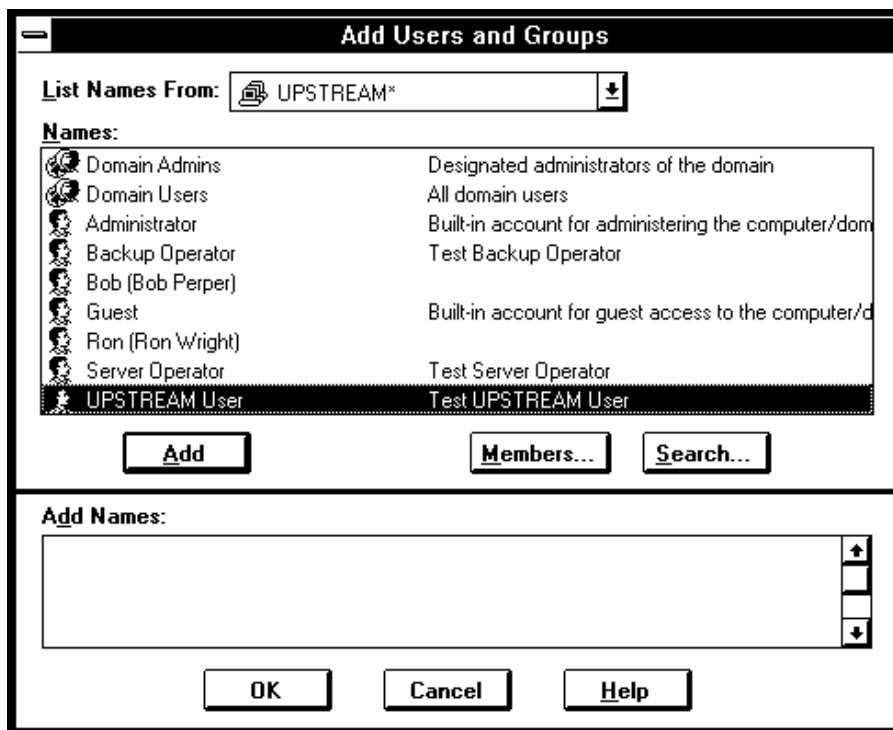 Add Users and Groups
List Names From: UPSTREAM*
Names:
Domain Admins Designated administrators of the domain
Domain Users All domain users
Administrator Built-in account for administering the computer/dom
Backup Operator Test Backup Operator
Bob (Bob Perper)
Guest Built-in account for guest access to the computer/d
Ron (Ron Wright)
Server Operator Test Server Operator
UPSTREAM User Test UPSTREAM User
Add Members... Search...
Add Names:
OK Cancel Help